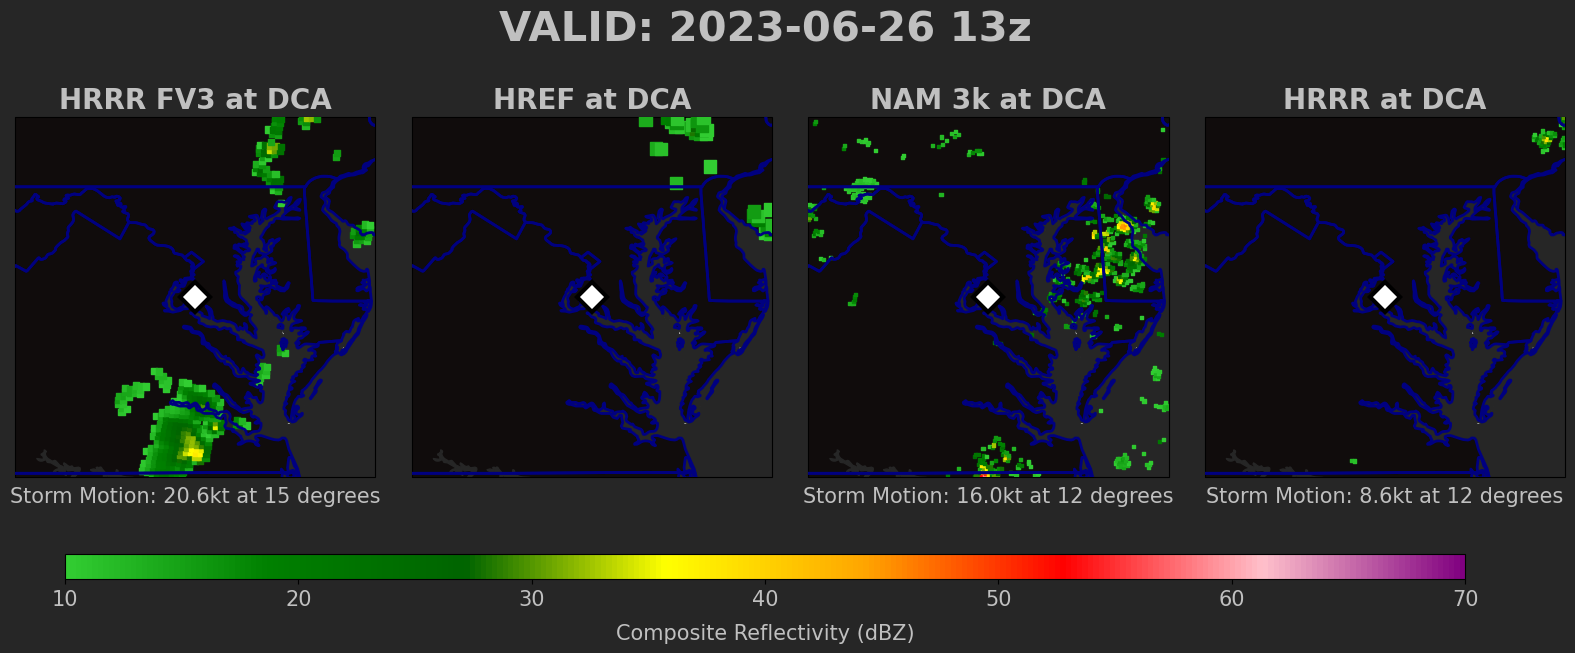 VALID: 2023-06-26 13z
HRRR FV3 at DCA
HREF at DCA
NAM 3k at DCA
HRRR at DCA
Storm Motion: 20.6kt at 15 degrees
Storm Motion: 16.0kt at 12 degrees
Storm Motion: 8.6kt at 12 degrees
10 20 30 40 50 60 70
Composite Reflectivity (dBZ)